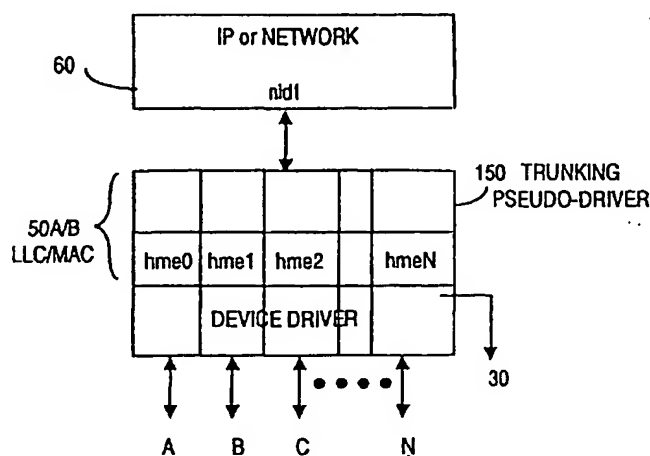 IP or NETWORK
60
nid1
150 TRUNKING
PSEUDO-DRIVER
50A/B
LLC/MAC
hme0 hme1 hme2 hmeN
DEVICE DRIVER
30
A B C N